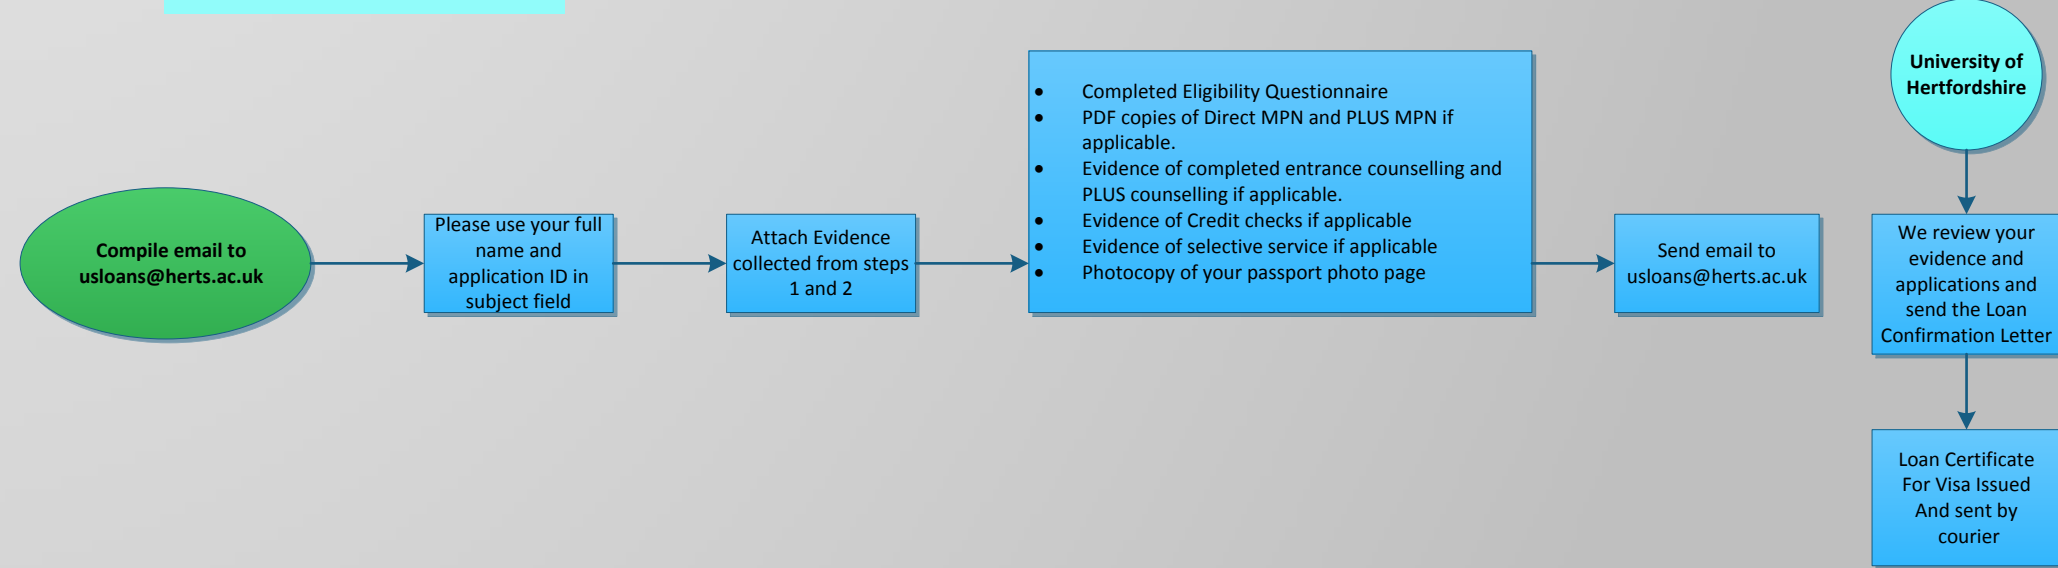 Compile email to
usloans@herts.ac.uk
Please use your full
name and
application ID in
subject field
Attach Evidence
collected from steps
1 and 2
• Completed Eligibility Questionnaire
• PDF copies of Direct MPN and PLUS MPN if
applicable.
• Evidence of completed entrance counselling and
PLUS counselling if applicable.
• Evidence of Credit checks if applicable
• Evidence of selective service if applicable
• Photocopy of your passport photo page
Send email to
usloans@herts.ac.uk
University of
Hertfordshire
We review your
evidence and
applications and
send the Loan
Confirmation Letter
Loan Certificate
For Visa Issued
And sent by
courier